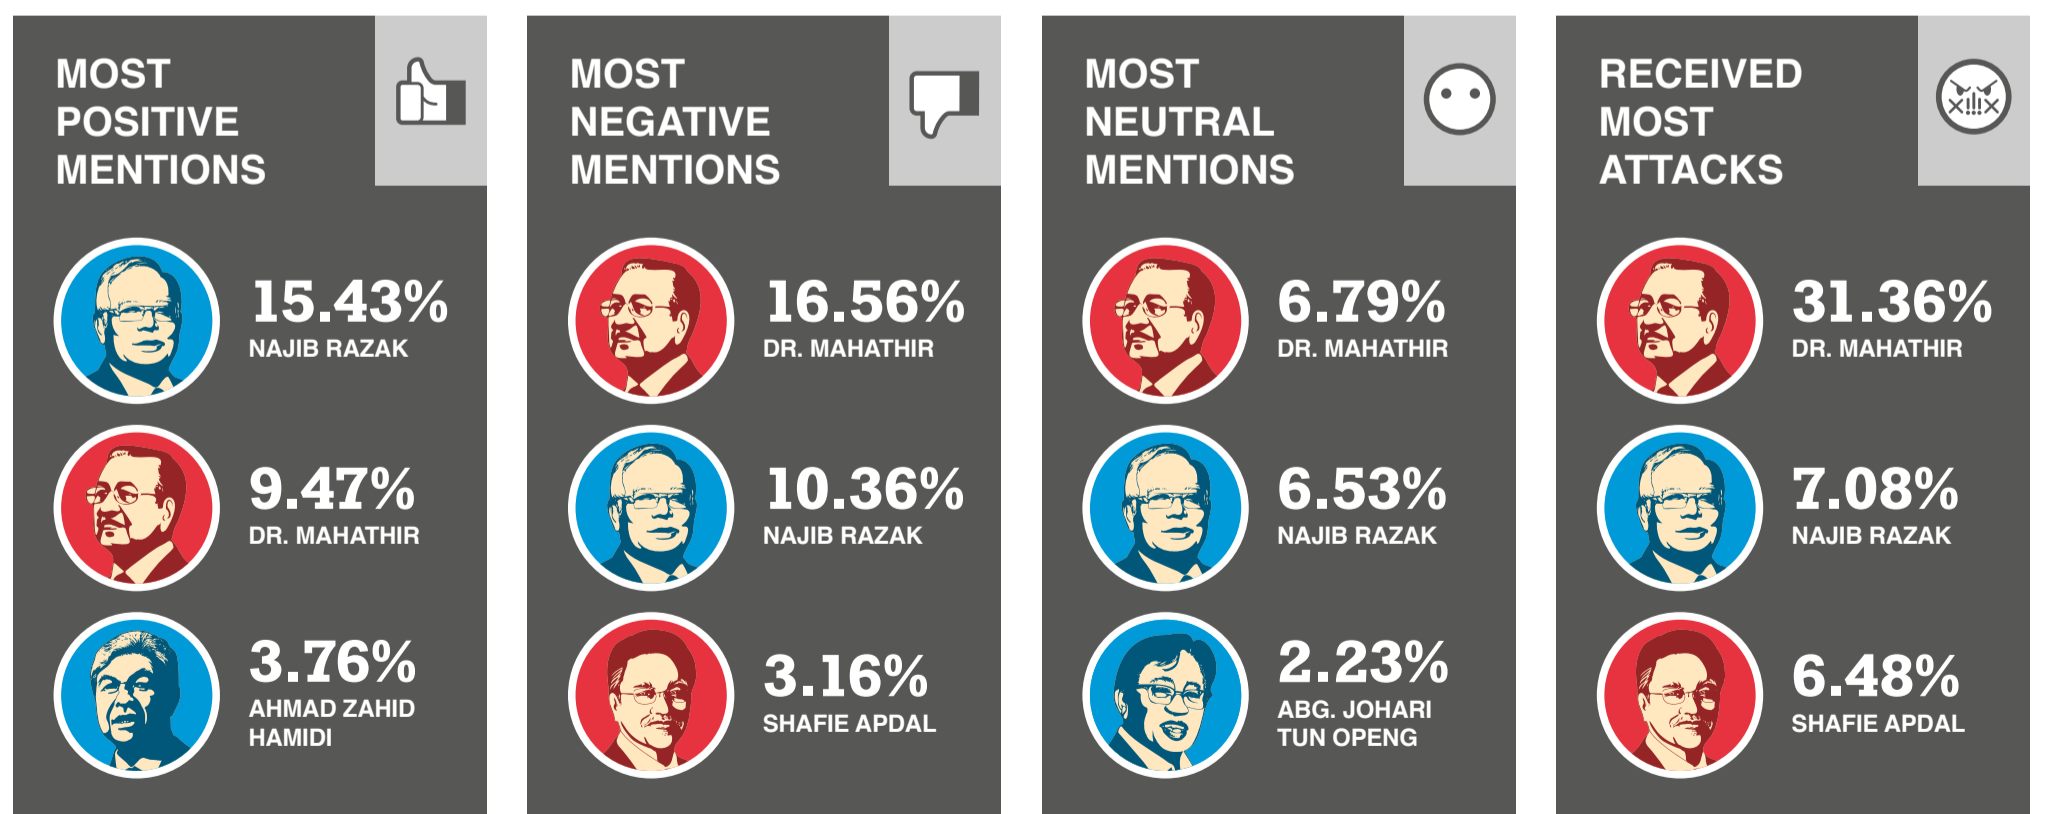 MOST
POSITIVE
MENTIONS
15.43%
NAJIB RAZAK
9.47%
DR. MAHATHIR
3.76%
AHMAD ZAHID
HAMIDI
MOST
NEGATIVE
MENTIONS
16.56%
DR. MAHATHIR
10.36%
NAJIB RAZAK
3.16%
SHAFIE APDAL
MOST
NEUTRAL
MENTIONS
6.79%
DR. MAHATHIR
6.53%
NAJIB RAZAK
2.23%
ABG. JOHARI
TUN OPENG
RECEIVED
MOST
ATTACKS
31.36%
DR. MAHATHIR
7.08%
NAJIB RAZAK
6.48%
SHAFIE APDAL